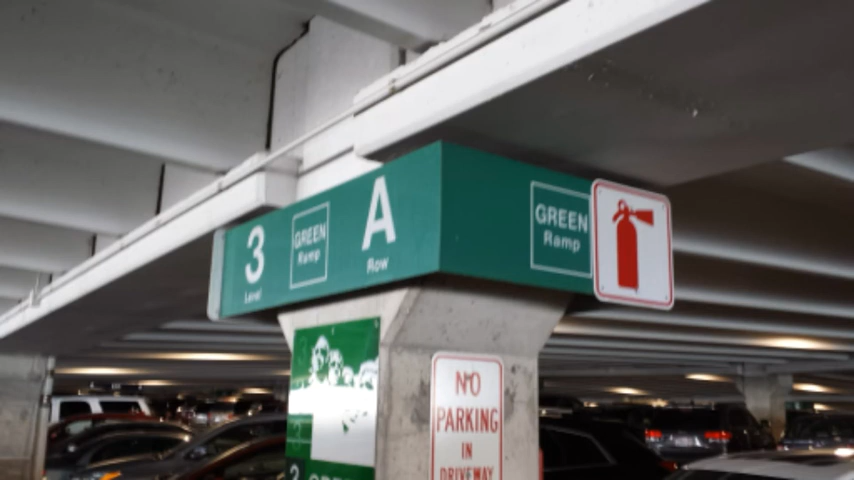 3
Level
GREEN
Ramp
A
Row
GREEN
Ramp
NO
PARKING
IN
DRIVEWAY